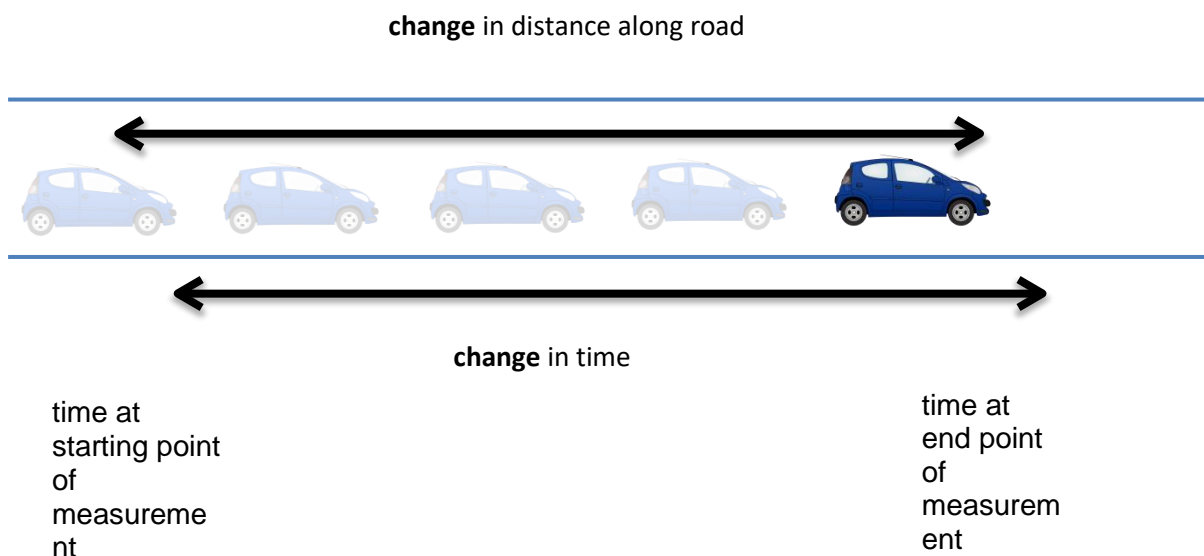 change in distance along road
change in time
time at
starting point
of
measureme
nt
time at
end point
of
measurem
ent